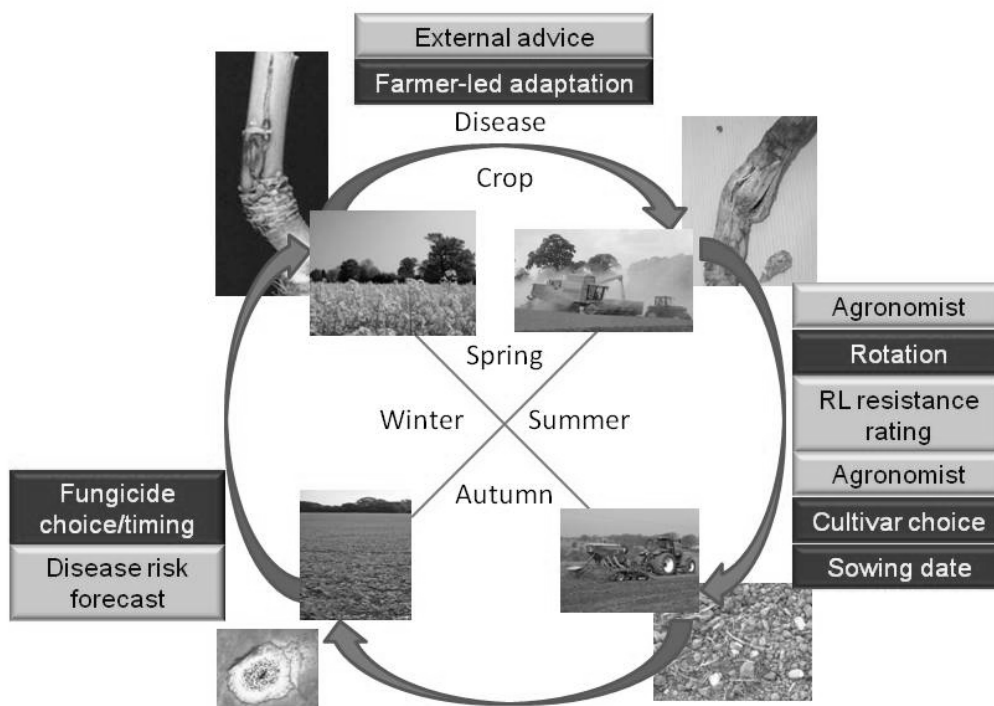 External advice
Farmer-led adaptation
Disease
Crop
Spring
Winter
Summer
Autumn
Agronomist
Rotation
RL resistance
rating
Agronomist
Cultivar choice
Sowing date
Fungicide
choice/timing
Disease risk
forecast